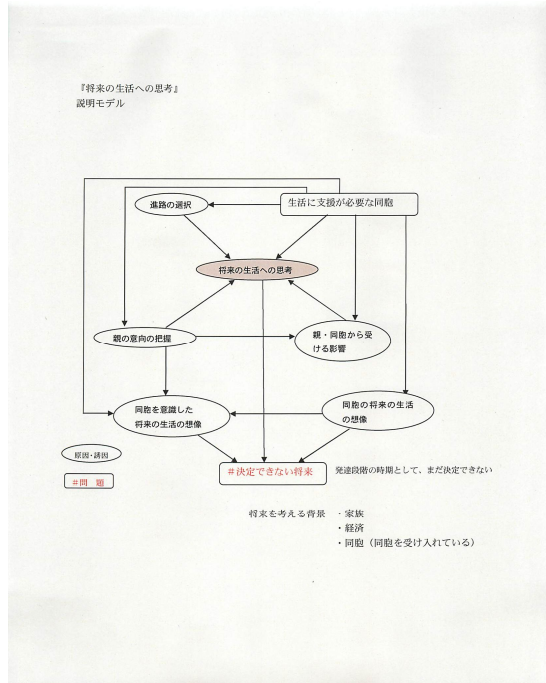 『将来の生活への思考』
説明モデル
進路の選択
生活に支援が必要な同胞
将来の生活への思考
親の意向の把握
親・同胞から受
ける影響
同胞を意識した
将来の生活の想像
同胞の将来の生活
の想像
原因・誘因
#問 題
#決定できない将来
発達段階の時期として、まだ決定できない
将来を考える背景 ・家族
・経済
・同胞（同胞を受け入れている）